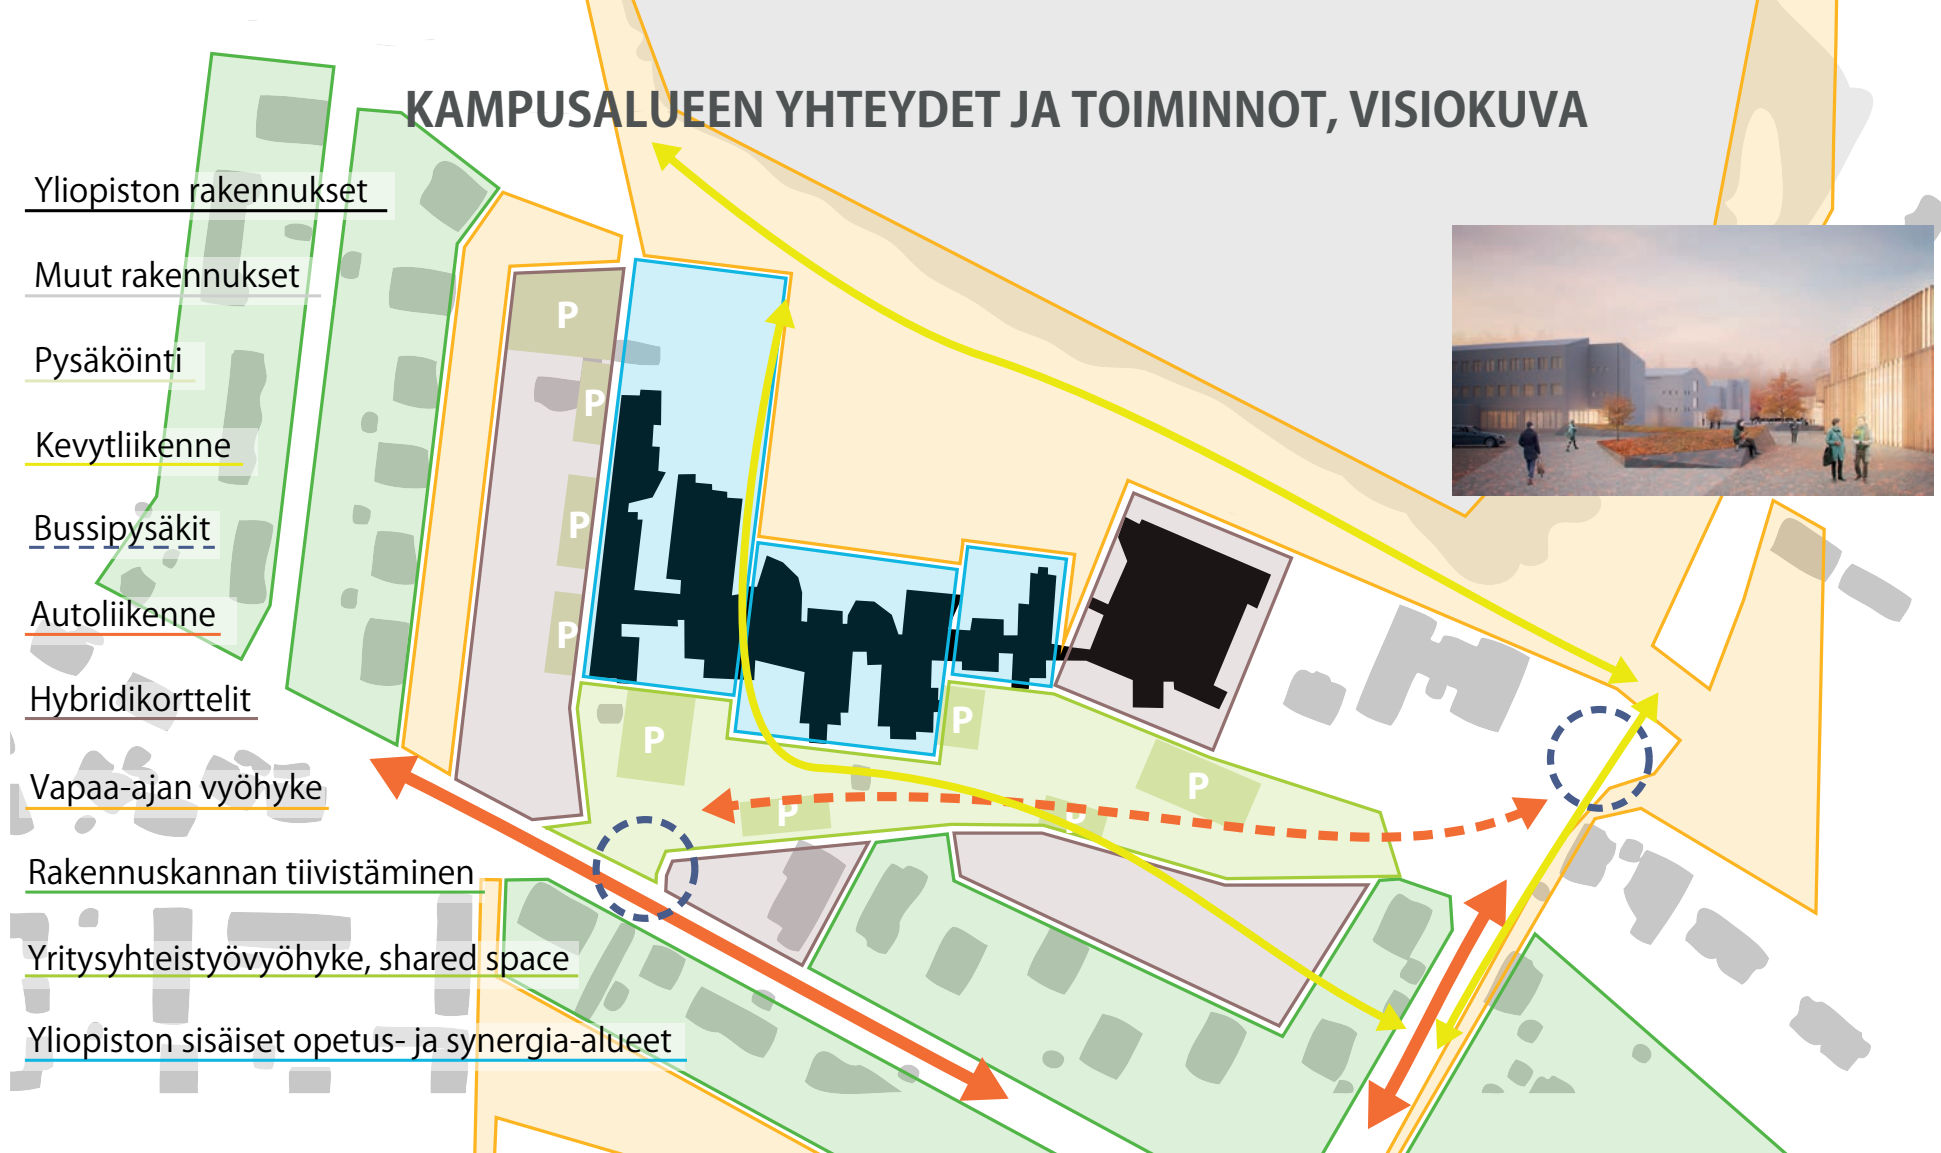 KAMPUSALUEEN YHTEYDET JA TOIMINNOT, VISIOKUVA
Yliopiston rakennukset
Muut rakennukset
Pysäköinti
Kevytliikenne
Bussipysäkit
Autoliikenne
Hybridikorttelit
Vapaa-ajan vyöhyke
Rakennuskannan tiivistäminen
Yritysyhteistyövyöhyke, shared space
Yliopiston sisäiset opetus- ja synergia-alueet
P
P
P
P
P
P
P
P
P